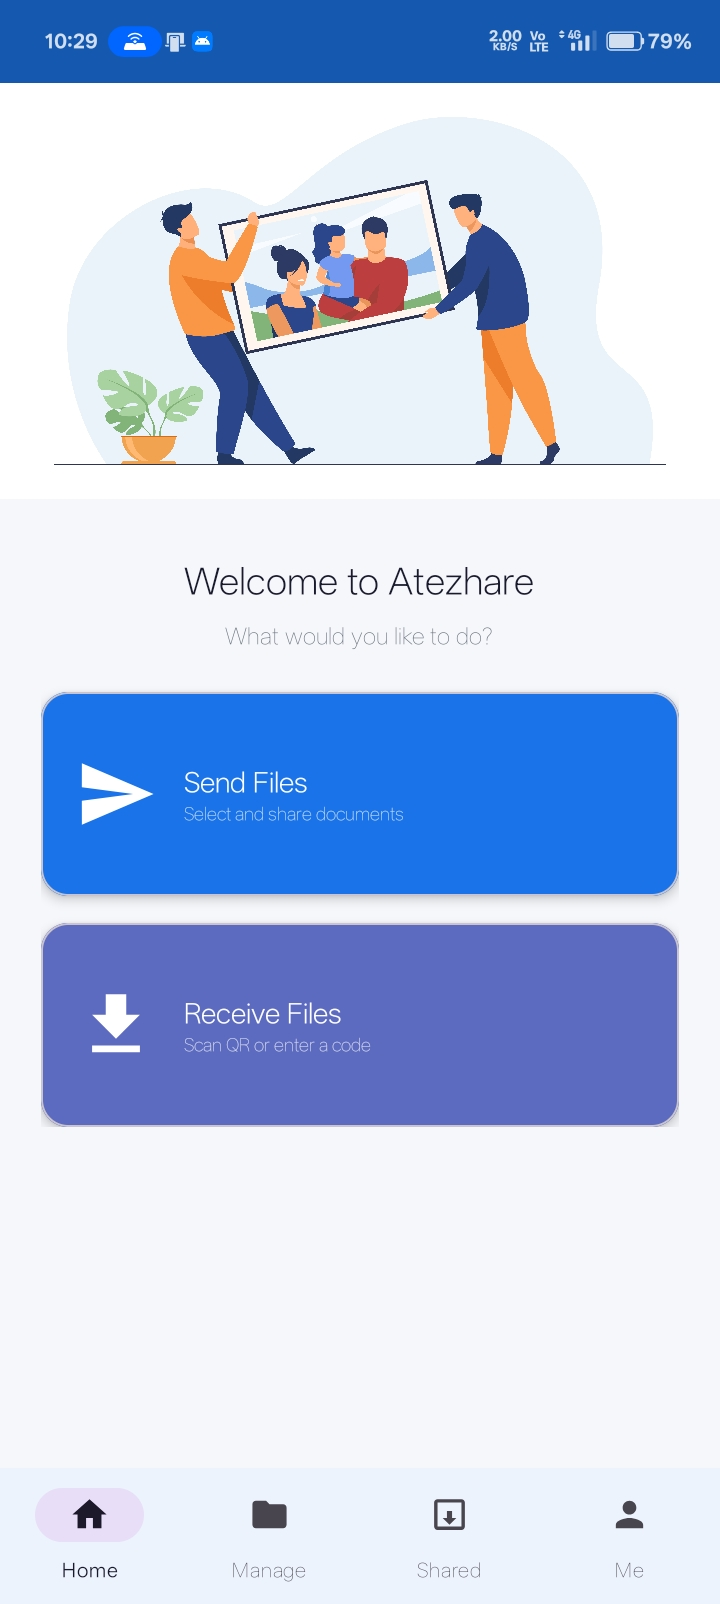 10:29
2.00 KB/S Vo LTE 4G 79%
Welcome to Atezhare
What would you like to do?
Send Files
Select and share documents
Receive Files
Scan QR or enter a code
Home Manage Shared Me